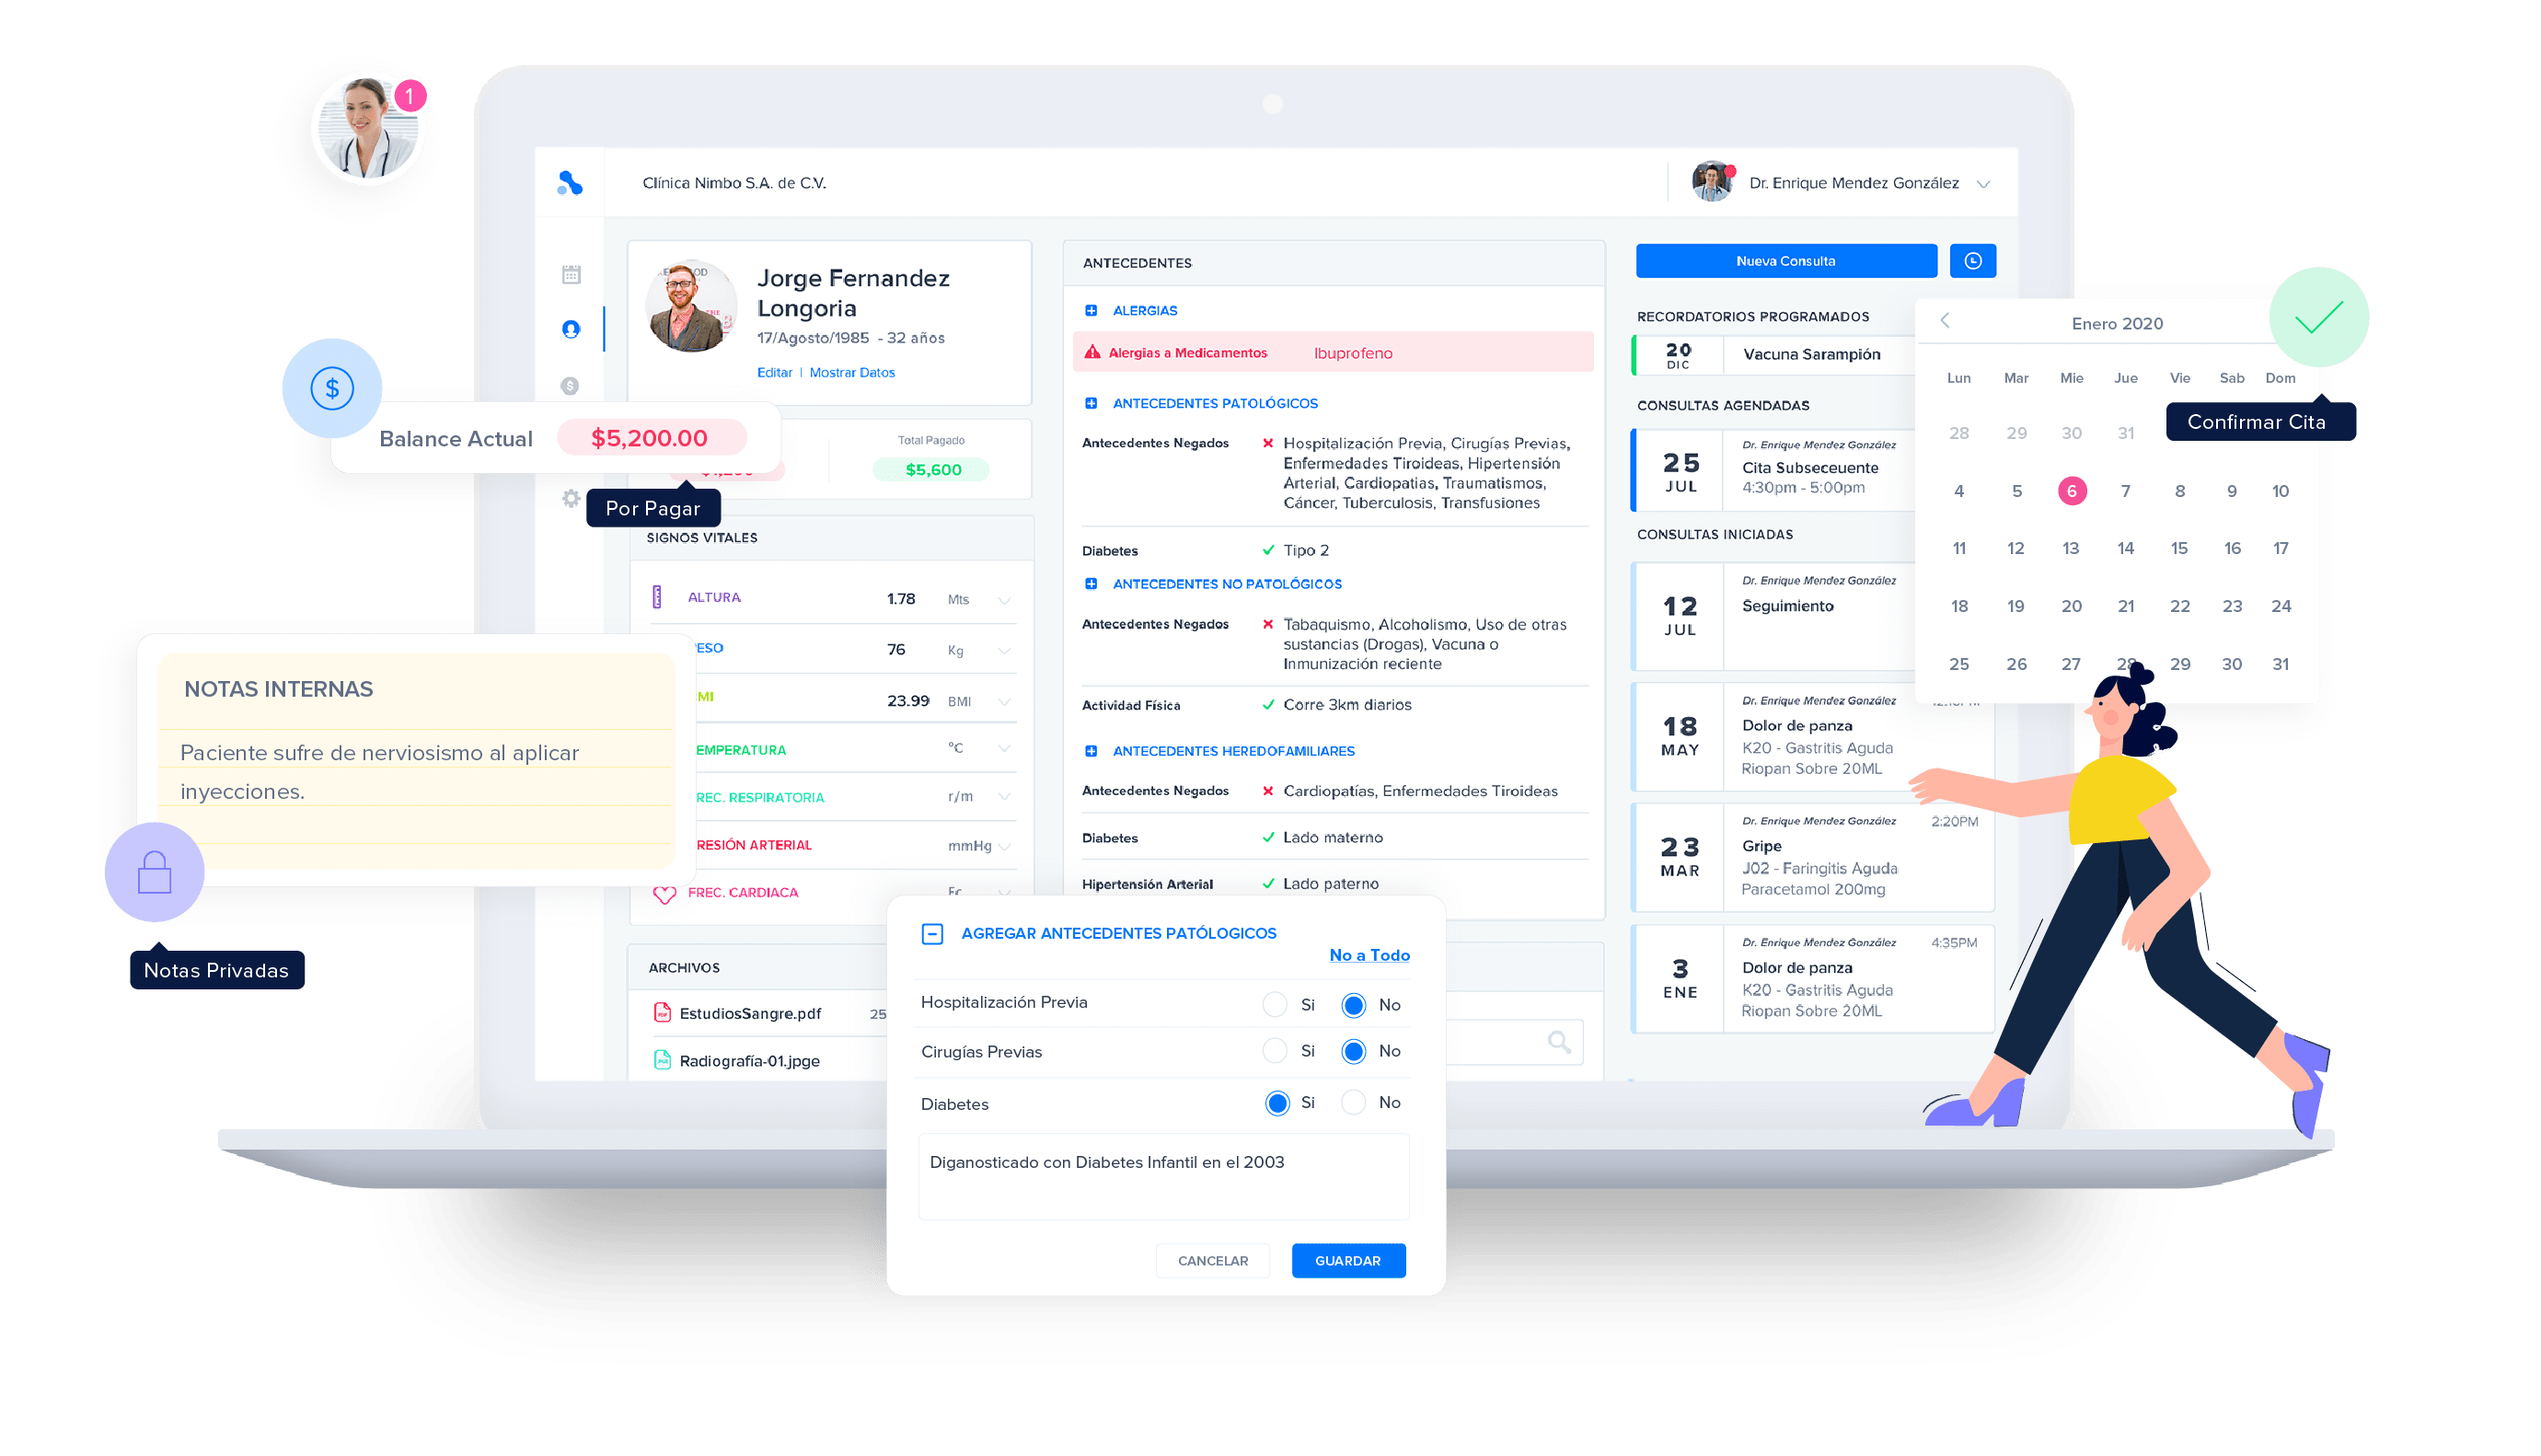 1
Clínica Nimbo S.A. de C.V.
Dr. Enrique Mendez González
Jorge Fernandez
Longoria
17/Agosto/1985 - 32 años
Editar | Mostrar Datos
$
Balance Actual
$5,200.00
Por Pagar
Total Pagado
$5,600
SIGNOS VITALES
ALTURA 1.78 Mts
ESO 76 Kg
MI 23.99 BMI
EMPERATURA °C
REC. RESPIRATORIA r/m
RESIÓN ARTERIAL mmHg
FREC. CARDIACA Fc
NOTAS INTERNAS
Paciente sufre de nerviosismo al aplicar
inyecciones.
Notas Privadas
ARCHIVOS
EstudiosSangre.pdf 25
Radiografía-01.jpge
ANTECEDENTES
ALERGIAS
Alergias a Medicamentos Ibuprofeno
ANTECEDENTES PATOLÓGICOS
Antecedentes Negados Hospitalización Previa, Cirugías Previas,
Enfermedades Tiroideas, Hipertensión
Arterial, Cardiopatias, Traumatismos,
Cáncer, Tuberculosis, Transfusiones
Diabetes Tipo 2
ANTECEDENTES NO PATOLÓGICOS
Antecedentes Negados Tabaquismo, Alcoholismo, Uso de otras
sustancias (Drogas), Vacuna o
Inmunización reciente
Actividad Física Corre 3km diarios
ANTECEDENTES HEREDOFAMILIARES
Antecedentes Negados Cardiopatías, Enfermedades Tiroideas
Diabetes Lado materno
Hipertensión Arterial Lado paterno
AGREGAR ANTECEDENTES PATÓLOGICOS
No a Todo
Hospitalización Previa Si No
Cirugías Previas Si No
Diabetes Si No
Diganosticado con Diabetes Infantil en el 2003
CANCELAR GUARDAR
Nueva Consulta
RECORDATORIOS PROGRAMADOS
20
DIC
Vacuna Sarampión
CONSULTAS AGENDADAS
25
JUL
Dr. Enrique Mendez González
Cita Subseceuente
4:30pm - 5:00pm
CONSULTAS INICIADAS
12
JUL
Dr. Enrique Mendez González
Seguimiento
18
MAY
Dr. Enrique Mendez González
Dolor de panza
K20 - Gastritis Aguda
Riopan Sobre 20ML
23
MAR
Dr. Enrique Mendez González 2:20PM
Gripe
J02 - Faringitis Aguda
Paracetamol 200mg
3
ENE
Dr. Enrique Mendez González 4:35PM
Dolor de panza
K20 - Gastritis Aguda
Riopan Sobre 20ML
Enero 2020
Lun Mar Mie Jue Vie Sab Dom
28 29 30 31
Confirmar Cita
4 5 6 7 8 9 10
11 12 13 14 15 16 17
18 19 20 21 22 23 24
25 26 27 28 29 30 31